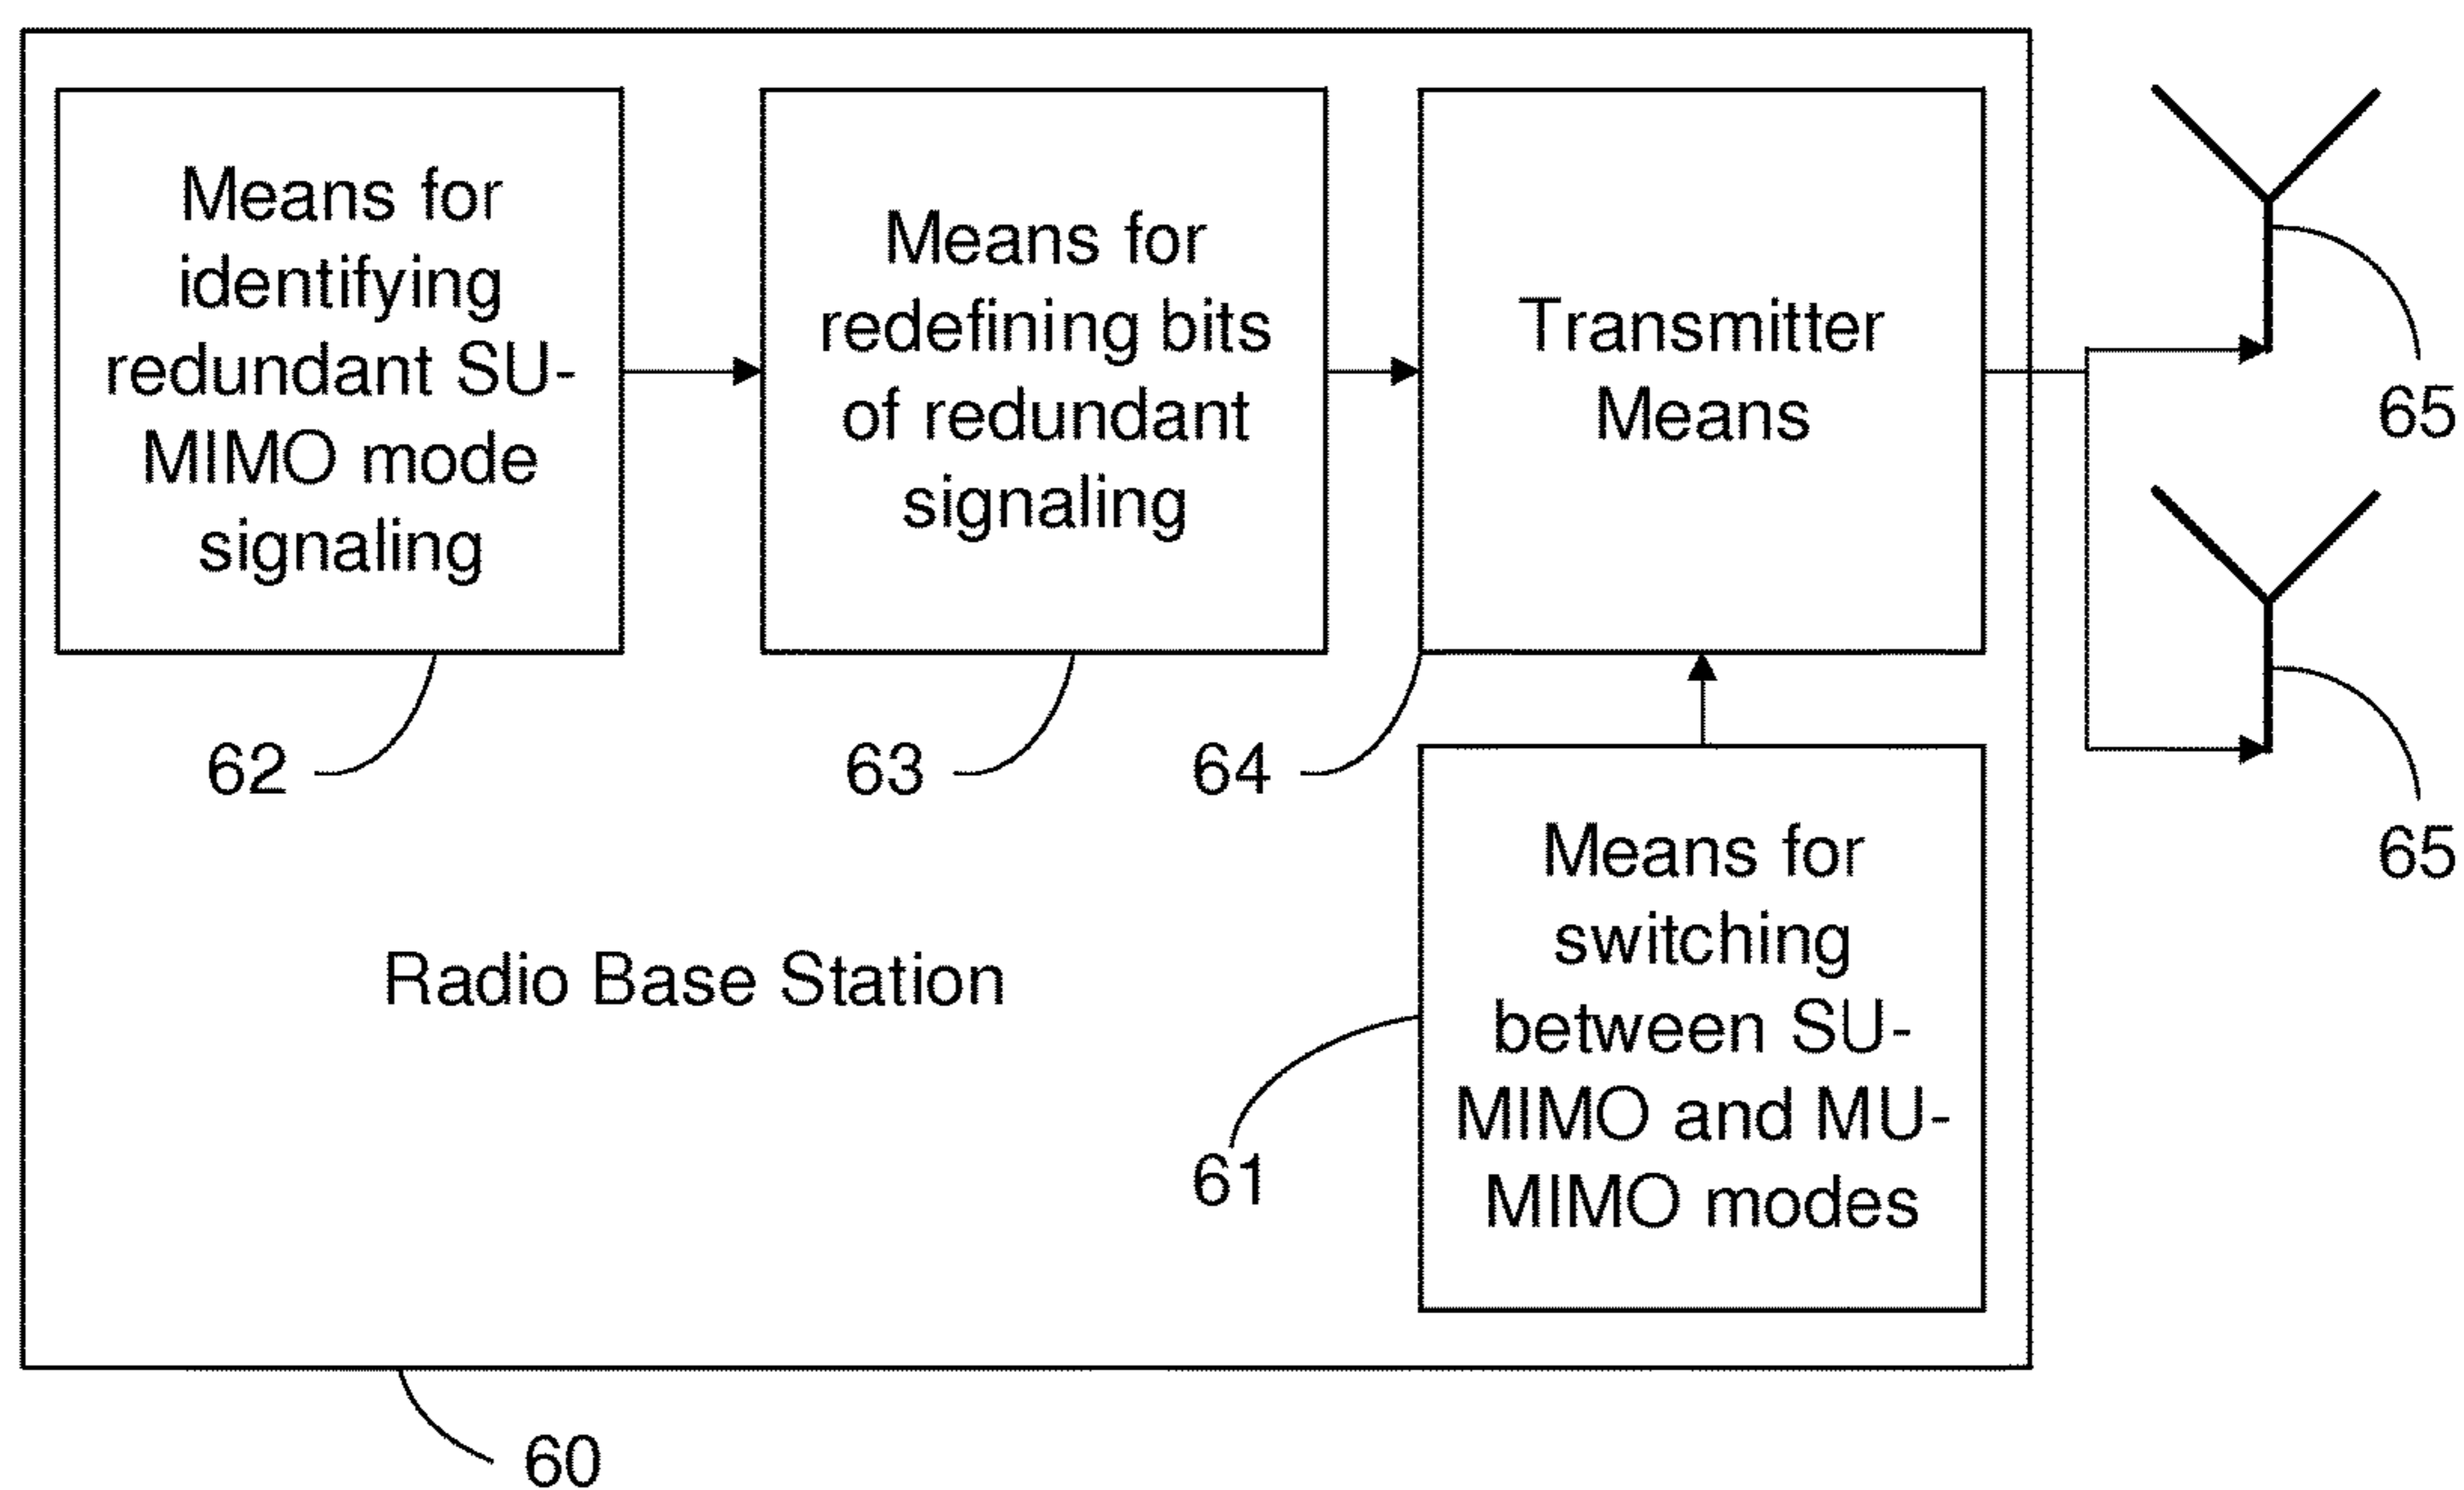 Means for
identifying
redundant SU-
MIMO mode
signaling
Means for
redefining bits
of redundant
signaling
Transmitter
Means
65
65
62
63
64
Means for
switching
between SU-
MIMO and MU-
MIMO modes
Radio Base Station
61
60